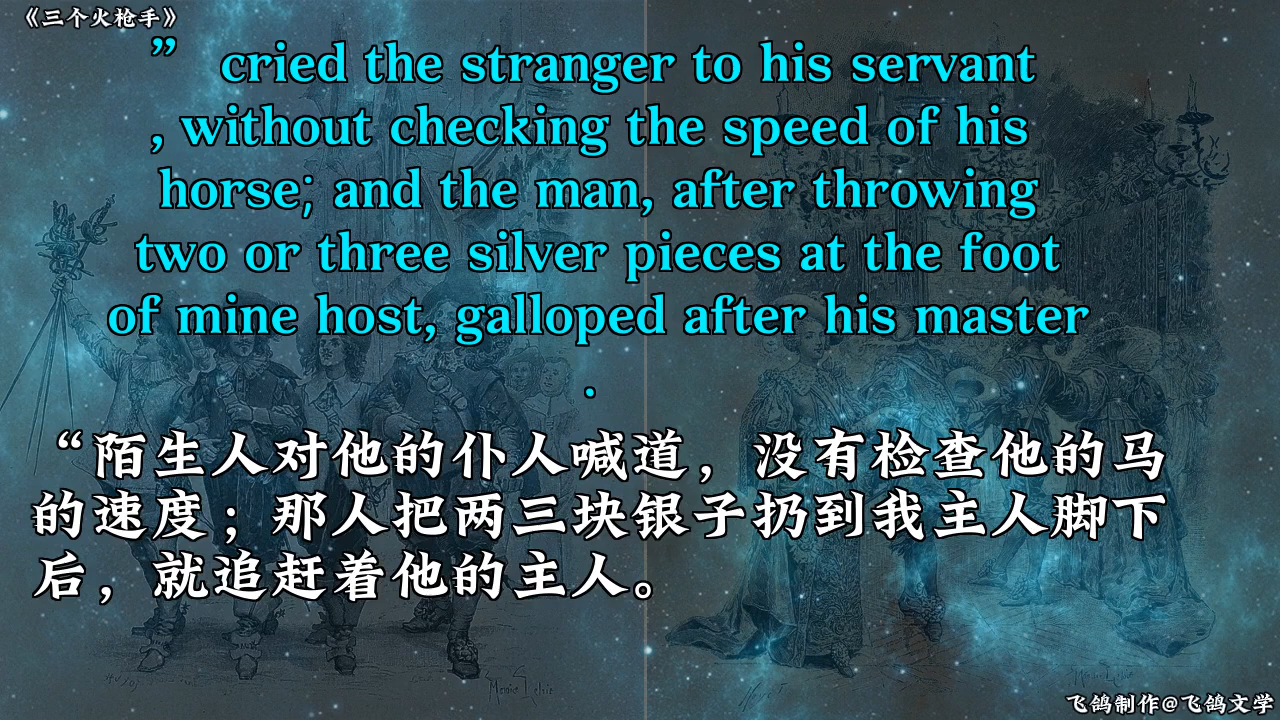 《三个火枪手》
” cried the stranger to his servant
, without checking the speed of his
horse; and the man, after throwing
two or three silver pieces at the foot
of mine host, galloped after his master
.
“陌生人对他的仆人喊道，没有检查他的马
的速度；那人把两三块银子扔到我主人脚下
后，就追赶着他的主人。
飞鸽制作@飞鸽文学